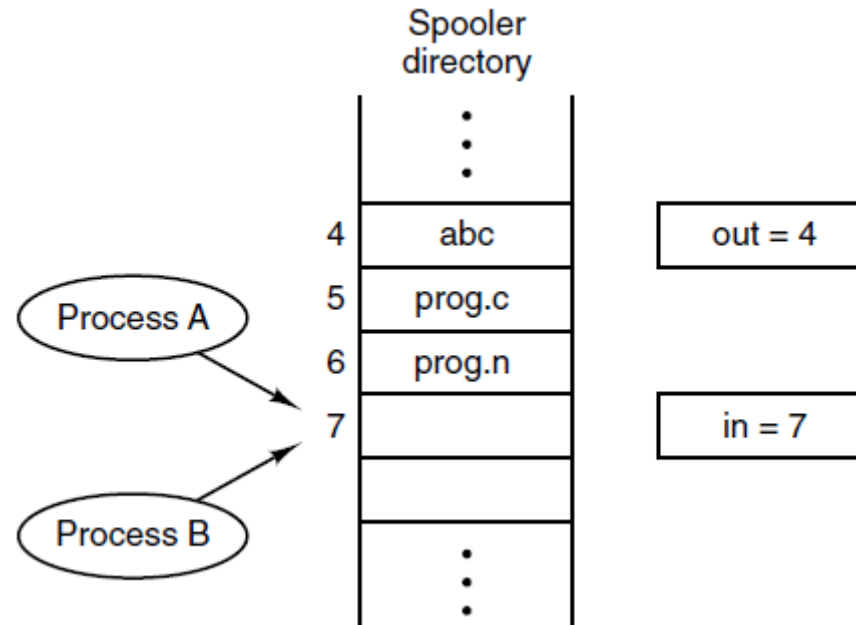 Spooler
directory
4
abc
out = 4
Process A
5
prog.c
6
prog.n
7
in = 7
Process B